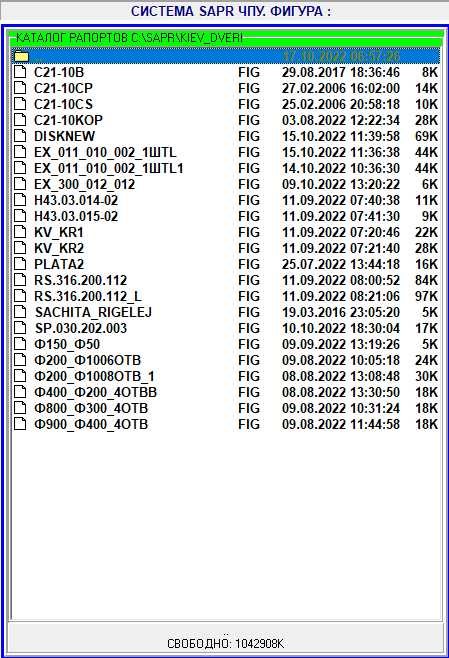 СИСТЕМА SAPR ЧПУ. ФИГУРА :
КАТАЛОГ РАПОРТОВ C:\SAPR\KIEV_DVERI
.. 17.10.2022 06:57:26
C21-10B FIG 29.08.2017 18:36:46 8K
C21-10CP FIG 27.02.2006 16:02:00 14K
C21-10CS FIG 25.02.2006 20:58:18 10K
C21-10KOP FIG 03.08.2022 12:22:34 28K
DISKNEW FIG 15.10.2022 11:39:58 69K
EX_011_010_002_1ШTL FIG 15.10.2022 11:36:38 44K
EX_011_010_002_1ШTL1 FIG 14.10.2022 10:36:30 44K
EX_300_012_012 FIG 09.10.2022 13:20:22 6K
H43.03.014-02 FIG 11.09.2022 07:40:38 11K
H43.03.015-02 FIG 11.09.2022 07:41:30 9K
KV_KR1 FIG 11.09.2022 07:20:46 22K
KV_KR2 FIG 11.09.2022 07:21:40 28K
PLATA2 FIG 25.07.2022 13:44:18 16K
RS.316.200.112 FIG 11.09.2022 08:00:52 84K
RS.316.200.112_L FIG 11.09.2022 08:21:06 97K
SACHITA_RIGELEJ FIG 19.03.2016 23:05:20 5K
SP.030.202.003 FIG 10.10.2022 18:30:04 17K
Ф150_Ф50 FIG 09.09.2022 13:19:26 5K
Ф200_Ф1006ОТВ FIG 09.08.2022 10:05:18 24K
Ф200_Ф1008ОТВ_1 FIG 08.08.2022 13:08:48 30K
Ф400_Ф200_4ОТВВ FIG 08.08.2022 13:30:50 18K
Ф800_Ф300_4ОТВ FIG 09.08.2022 10:31:24 18K
Ф900_Ф400_4ОТВ FIG 09.08.2022 11:44:58 18K
..
СВОБОДНО: 1042908K